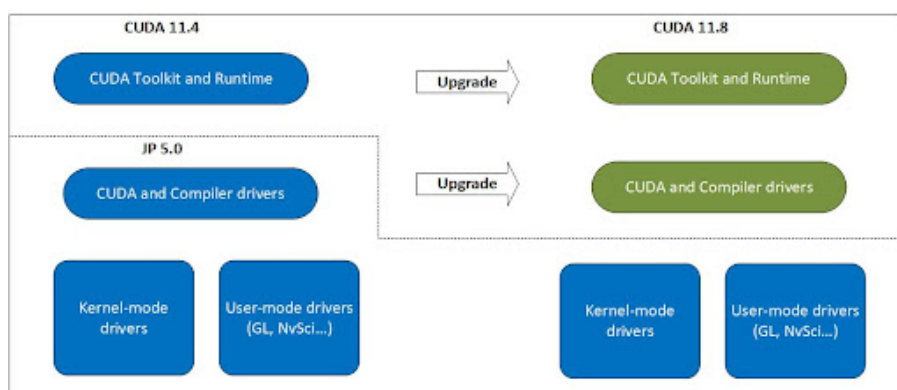 CUDA 11.4
CUDA 11.8
CUDA Toolkit and Runtime
Upgrade
CUDA Toolkit and Runtime
JP 5.0
CUDA and Compiler drivers
Upgrade
CUDA and Compiler drivers
Kernel-mode
drivers
User-mode drivers
(GL, NvSci...)
Kernel-mode
drivers
User-mode drivers
(GL, NvSci...)